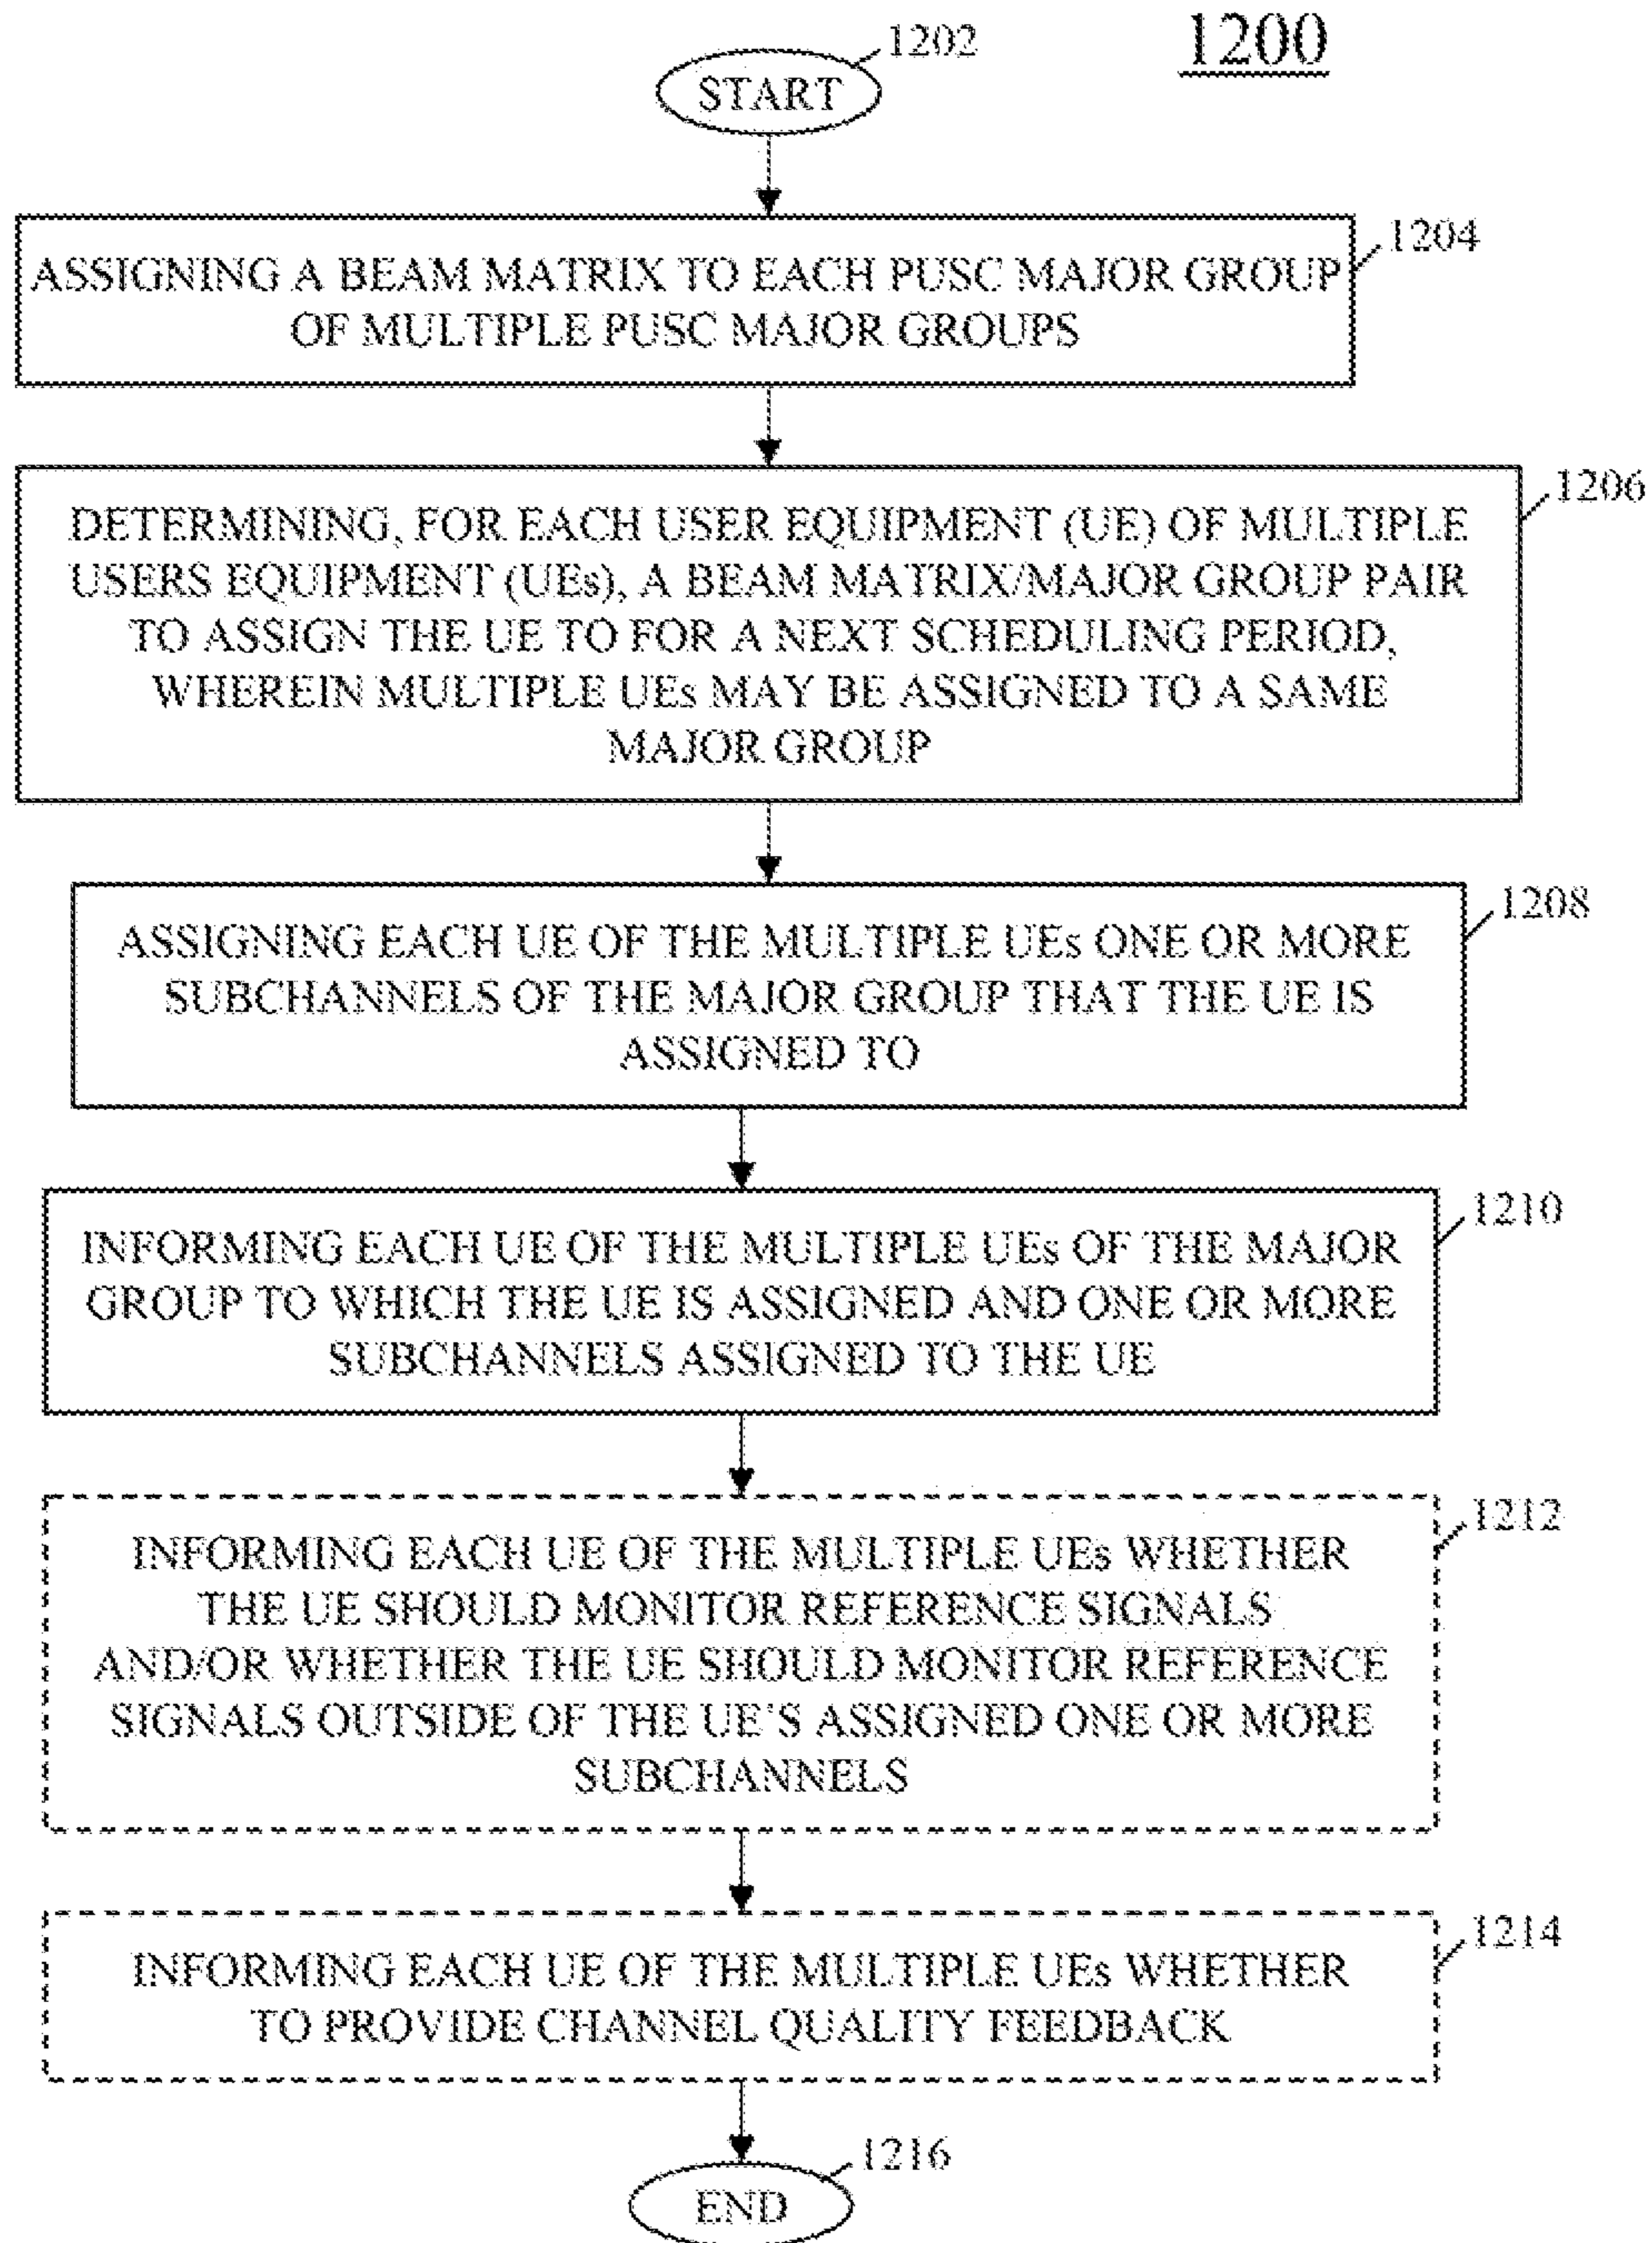 1200
1202
START
1204
ASSIGNING A BEAM MATRIX TO EACH PUSC MAJOR GROUP
OF MULTIPLE PUSC MAJOR GROUPS
1206
DETERMINING, FOR EACH USER EQUIPMENT (UE) OF MULTIPLE
USERS EQUIPMENT (UEs), A BEAM MATRIX/MAJOR GROUP PAIR
TO ASSIGN THE UE TO FOR A NEXT SCHEDULING PERIOD,
WHEREIN MULTIPLE UEs MAY BE ASSIGNED TO A SAME
MAJOR GROUP
1208
ASSIGNING EACH UE OF THE MULTIPLE UEs ONE OR MORE
SUBCHANNELS OF THE MAJOR GROUP THAT THE UE IS
ASSIGNED TO
1210
INFORMING EACH UE OF THE MULTIPLE UEs OF THE MAJOR
GROUP TO WHICH THE UE IS ASSIGNED AND ONE OR MORE
SUBCHANNELS ASSIGNED TO THE UE
1212
INFORMING EACH UE OF THE MULTIPLE UEs WHETHER
THE UE SHOULD MONITOR REFERENCE SIGNALS
AND/OR WHETHER THE UE SHOULD MONITOR REFERENCE
SIGNALS OUTSIDE OF THE UE'S ASSIGNED ONE OR MORE
SUBCHANNELS
1214
INFORMING EACH UE OF THE MULTIPLE UEs WHETHER
TO PROVIDE CHANNEL QUALITY FEEDBACK
1216
END